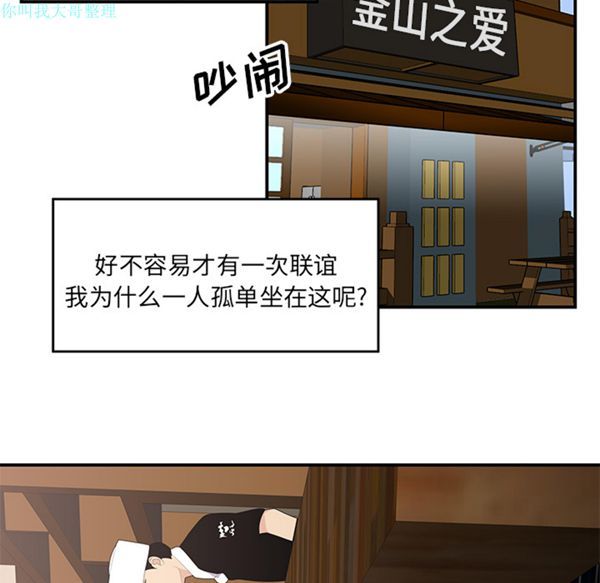 你叫我大哥整理
金山之爱
吵闹
好不容易才有一次联谊
我为什么一人孤单坐在这呢?